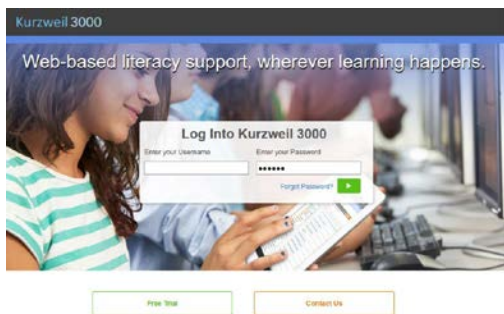 Kurzweil 3000
Web-based literacy support, wherever learning happens.
Log Into Kurzweil 3000
Enter your Username Enter your Password
••••••
Forgot Password?
Free Trial Contact Us